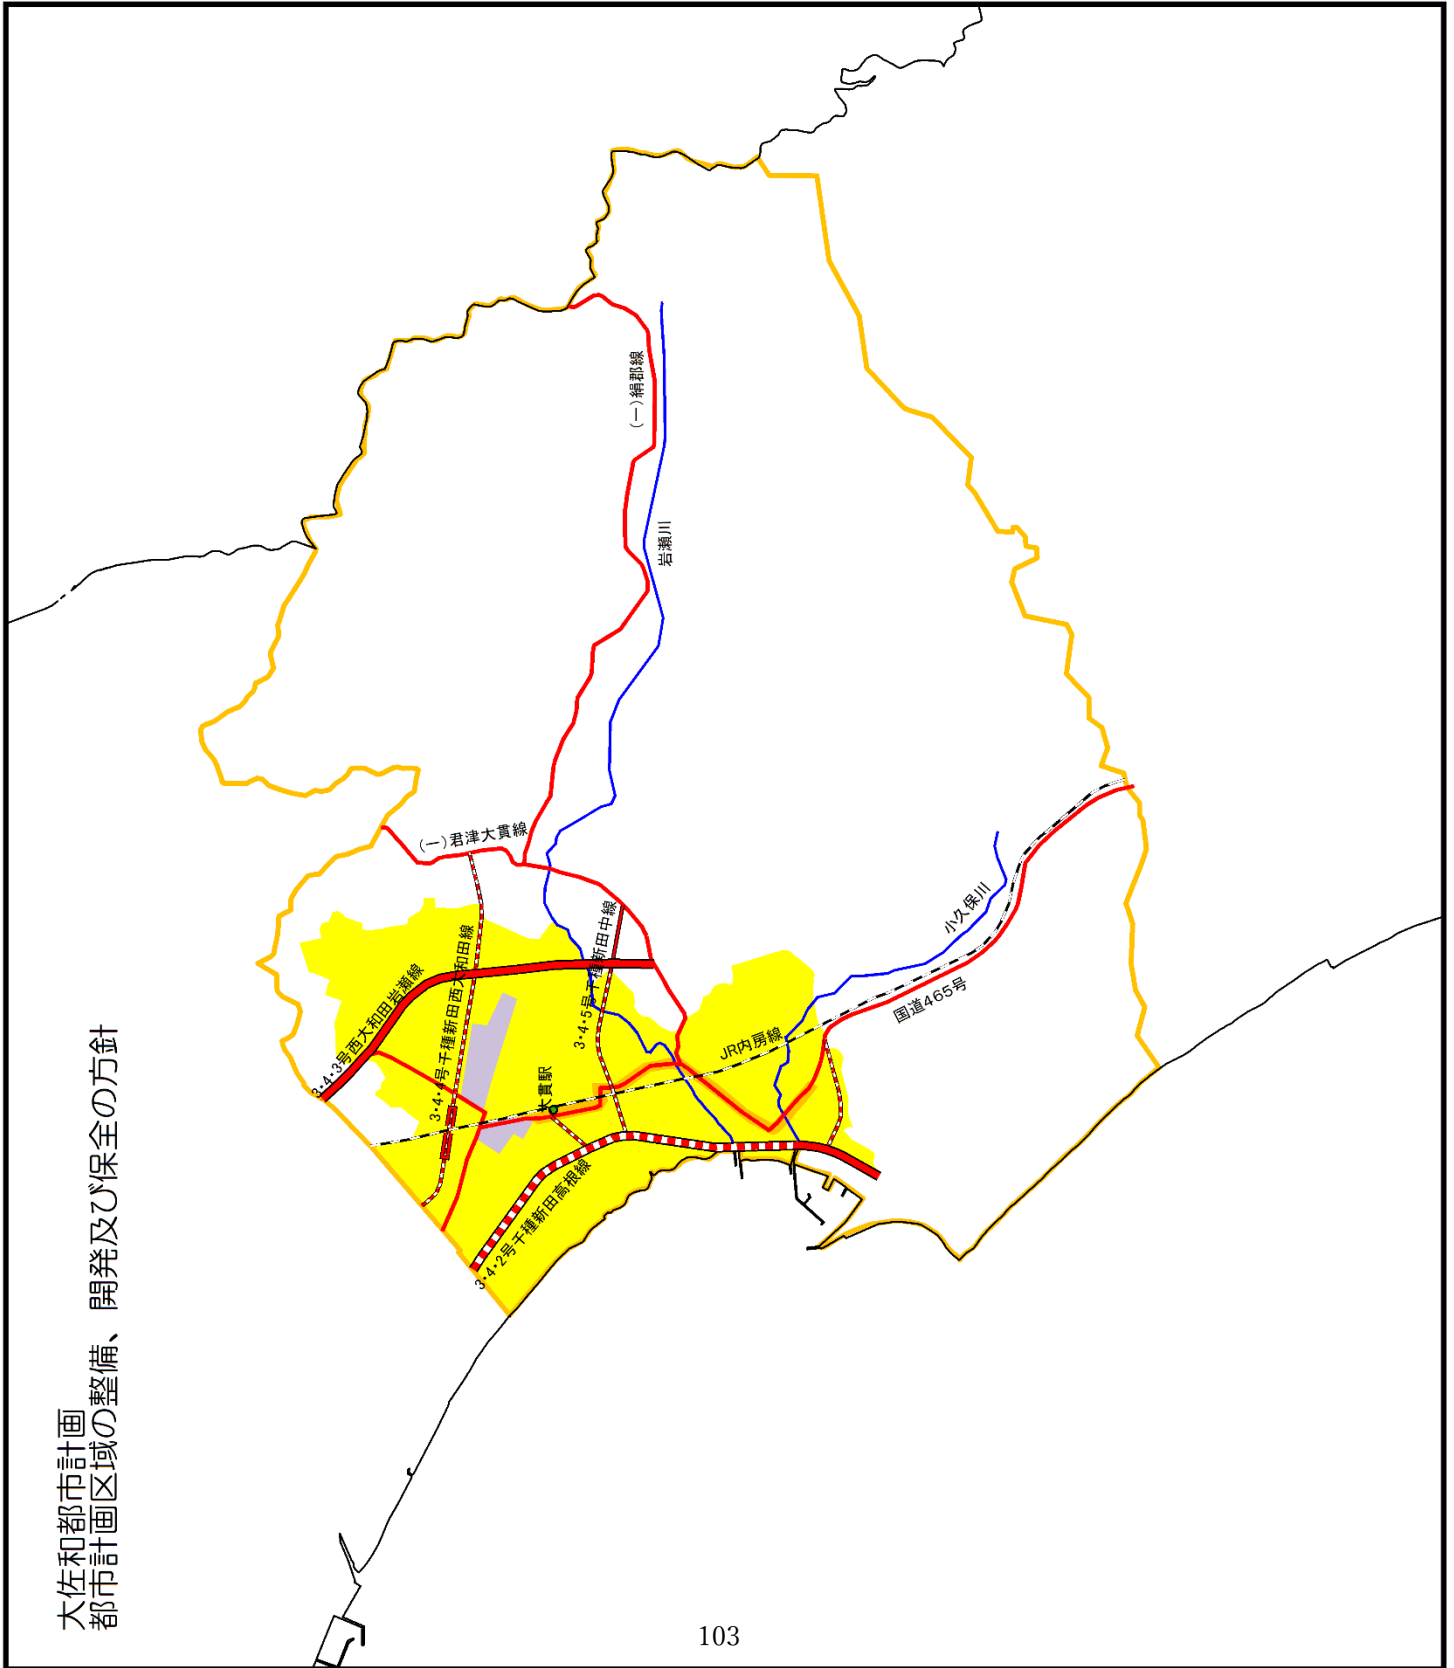 大佐和都市計画
都市計画区域の整備、開発及び保全の方針
(一)絹郡線
岩瀬川
(一)君津大貫線
3・4・3号西大和田岩瀬線
3・4・4号千種新田西大和田線
3・4・5号千種新田中線
小久保川
国道465号
JR内房線
大貫駅
3・4・2号千種新田高根線
103